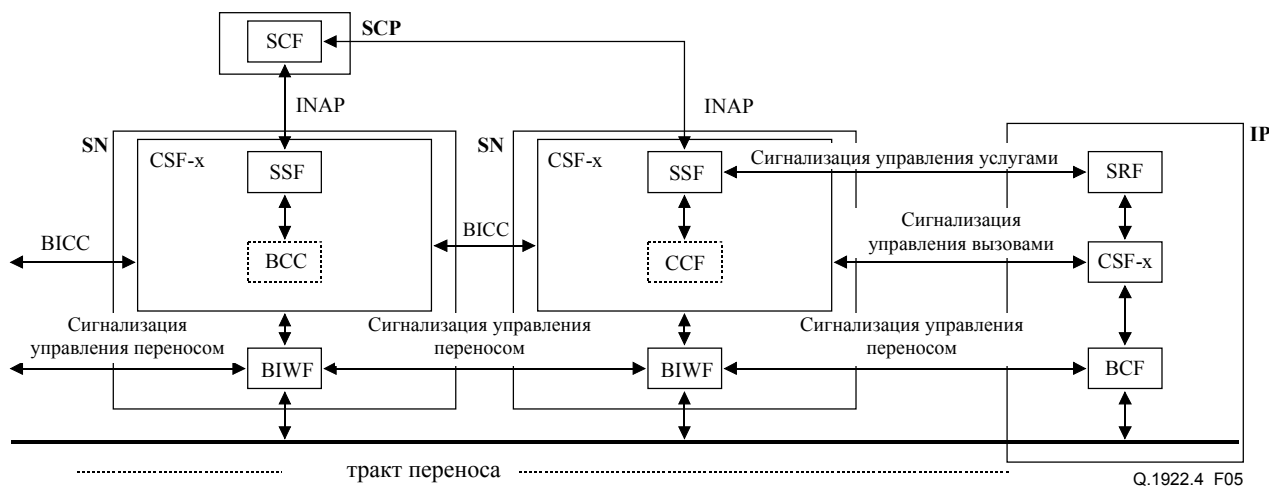 SCF
SCP
INAP
INAP
SN
CSF-x
SSF
BCC
BICC
BICC
SN
CSF-x
SSF
CCF
IP
Сигнализация управления услугами
SRF
Сигнализация
управления вызовами
CSF-x
Сигнализация
управления переносом
BIWF
Сигнализация управления
переносом
BIWF
Сигнализация управления
переносом
BCF
тракт переноса
Q.1922.4_F05